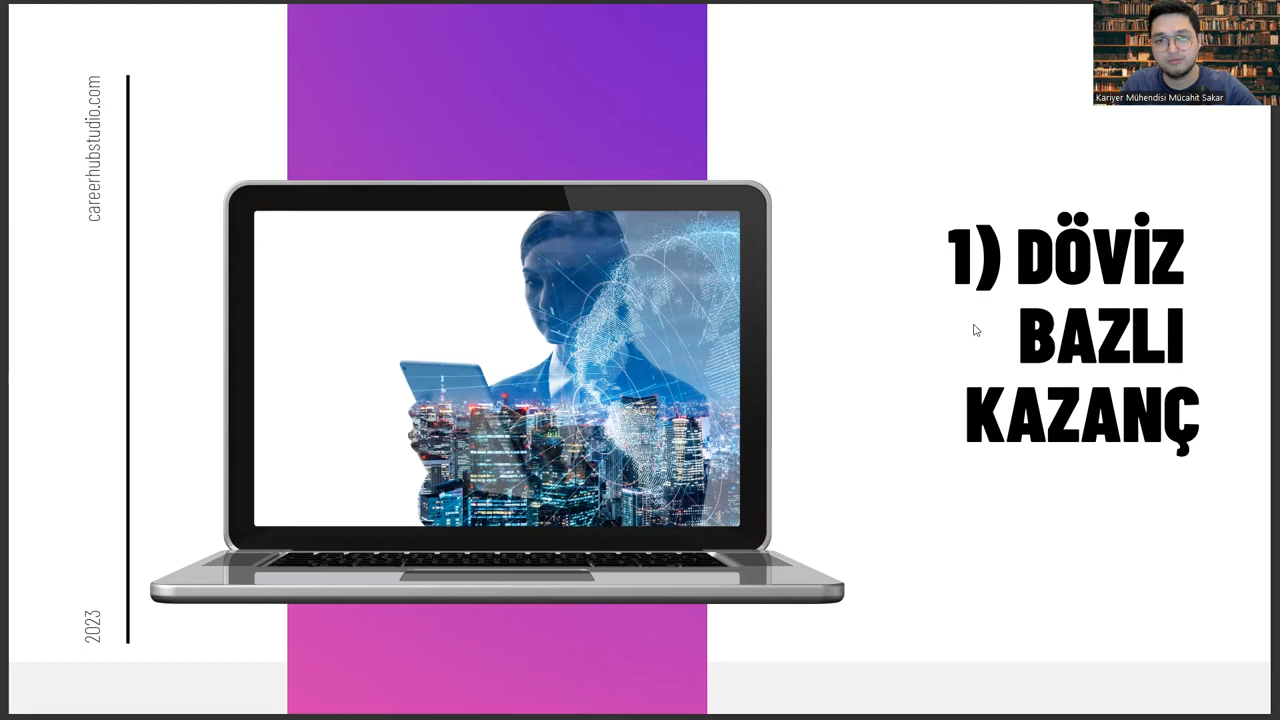 careerhubstudio.com
2023
1) DÖVİZ
BAZLI
KAZANÇ
Kariyer Mühendisi Mücahit Sakar